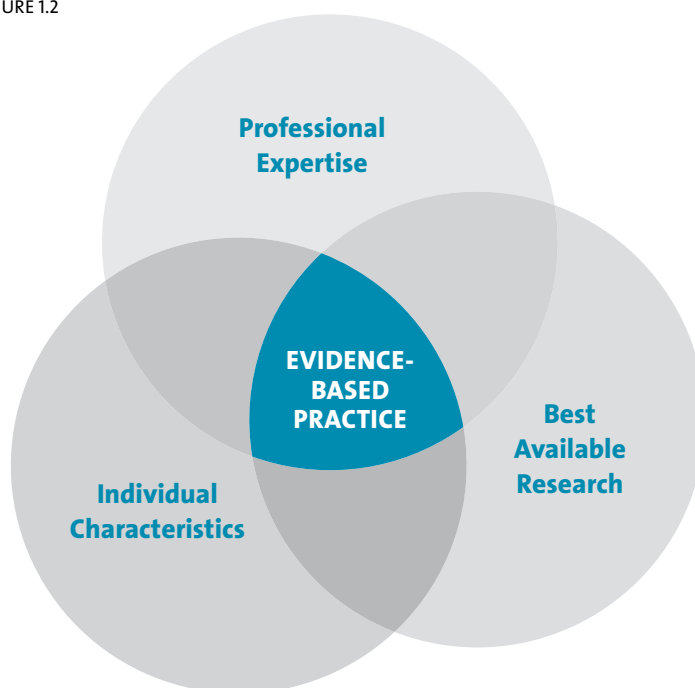 URE 1.2
Professional
Expertise
EVIDENCE-
BASED
PRACTICE
Best
Available
Research
Individual
Characteristics